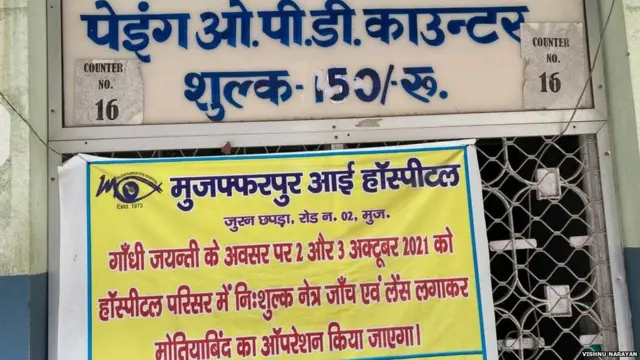 पेइंग ओ.पी.डी. काउन्टर
COUNTER
NO.
16
शुल्क- 150/-रू.
COUNTER
NO.
16
Estd. 1973
मुजफ्फरपुर आई हॉस्पीटल
जुरन छपड़ा, रोड न. 02, मुज.
गाँधी जयन्ती के अवसर पर 2 और 3 अक्टूबर 2021 को
हॉस्पीटल परिसर में नि:शुल्क नेत्र जाँच एवं लेंस लगाकर
मोतियाबिंद का ऑपरेशन किया जाएगा।
VISHNU NARAYAN